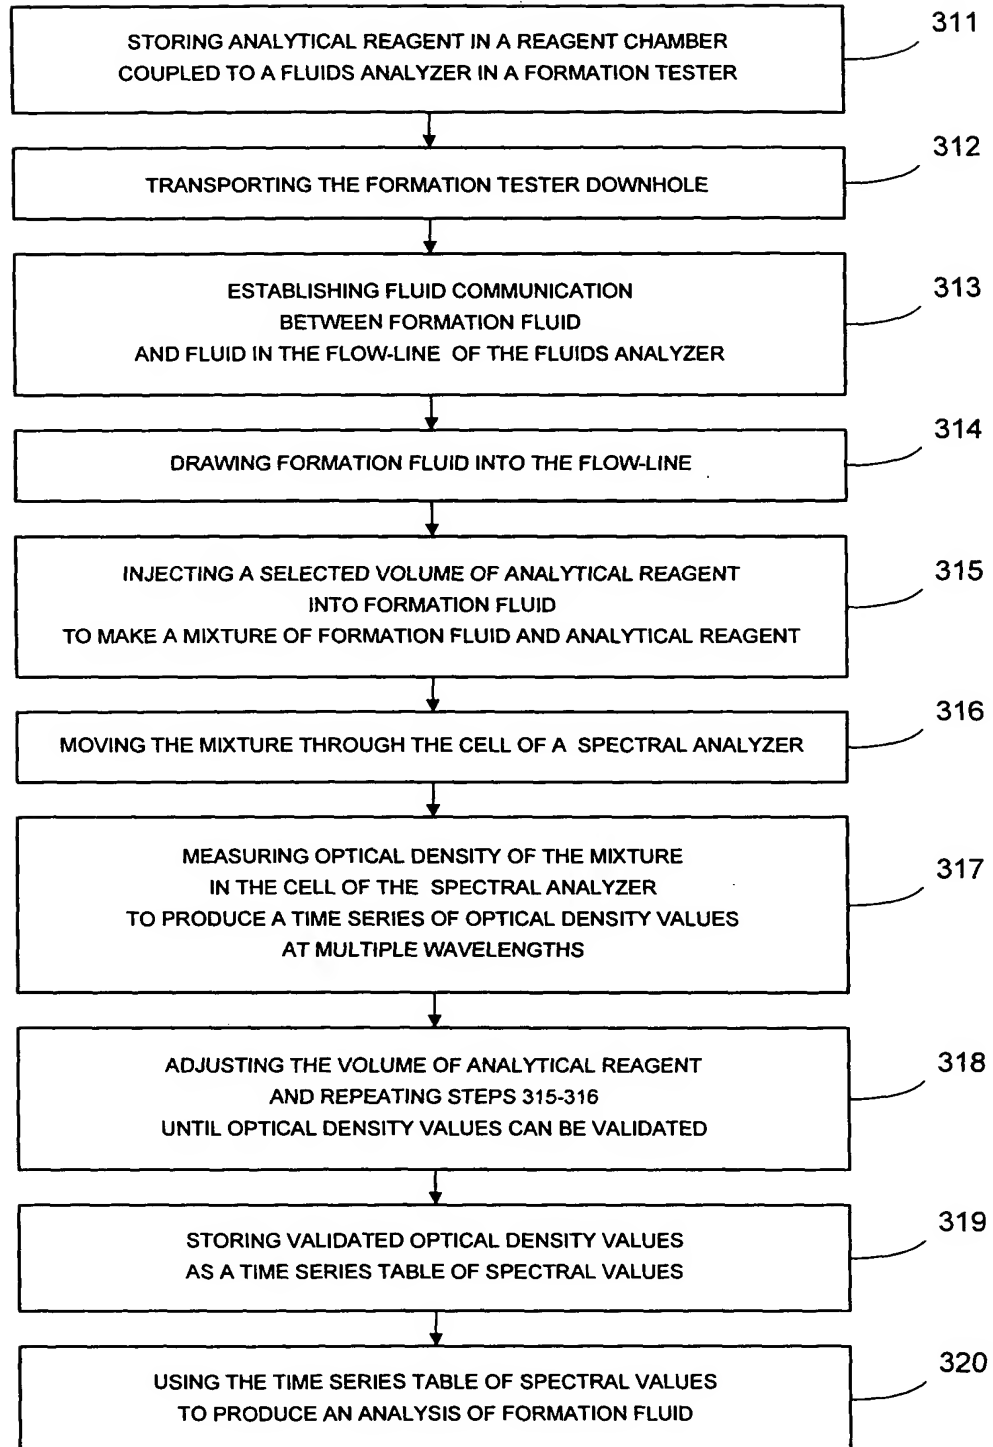 311
STORING ANALYTICAL REAGENT IN A REAGENT CHAMBER
COUPLED TO A FLUIDS ANALYZER IN A FORMATION TESTER
312
TRANSPORTING THE FORMATION TESTER DOWNHOLE
313
ESTABLISHING FLUID COMMUNICATION
BETWEEN FORMATION FLUID
AND FLUID IN THE FLOW-LINE OF THE FLUIDS ANALYZER
314
DRAWING FORMATION FLUID INTO THE FLOW-LINE
315
INJECTING A SELECTED VOLUME OF ANALYTICAL REAGENT
INTO FORMATION FLUID
TO MAKE A MIXTURE OF FORMATION FLUID AND ANALYTICAL REAGENT
316
MOVING THE MIXTURE THROUGH THE CELL OF A SPECTRAL ANALYZER
317
MEASURING OPTICAL DENSITY OF THE MIXTURE
IN THE CELL OF THE SPECTRAL ANALYZER
TO PRODUCE A TIME SERIES OF OPTICAL DENSITY VALUES
AT MULTIPLE WAVELENGTHS
318
ADJUSTING THE VOLUME OF ANALYTICAL REAGENT
AND REPEATING STEPS 315-316
UNTIL OPTICAL DENSITY VALUES CAN BE VALIDATED
319
STORING VALIDATED OPTICAL DENSITY VALUES
AS A TIME SERIES TABLE OF SPECTRAL VALUES
320
USING THE TIME SERIES TABLE OF SPECTRAL VALUES
TO PRODUCE AN ANALYSIS OF FORMATION FLUID